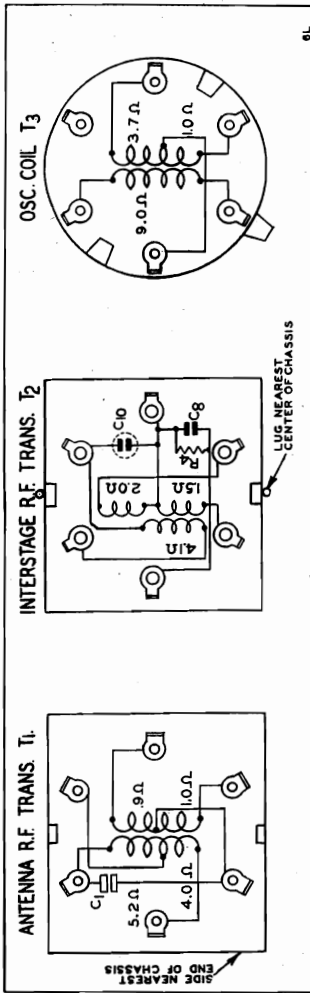 ANTENNA R.F. TRANS. T1.
C1
5.2Ω
4.0Ω
.9Ω
1.0Ω
SIDE NEAREST
END OF CHASSIS
INTERSTAGE R.F. TRANS. T2
C10
2.0Ω
15Ω
4.1Ω
R4
C8
LUG NEAREST
CENTER OF CHASSIS
OSC. COIL T3
9.0Ω
3.7Ω
1.0Ω
6L